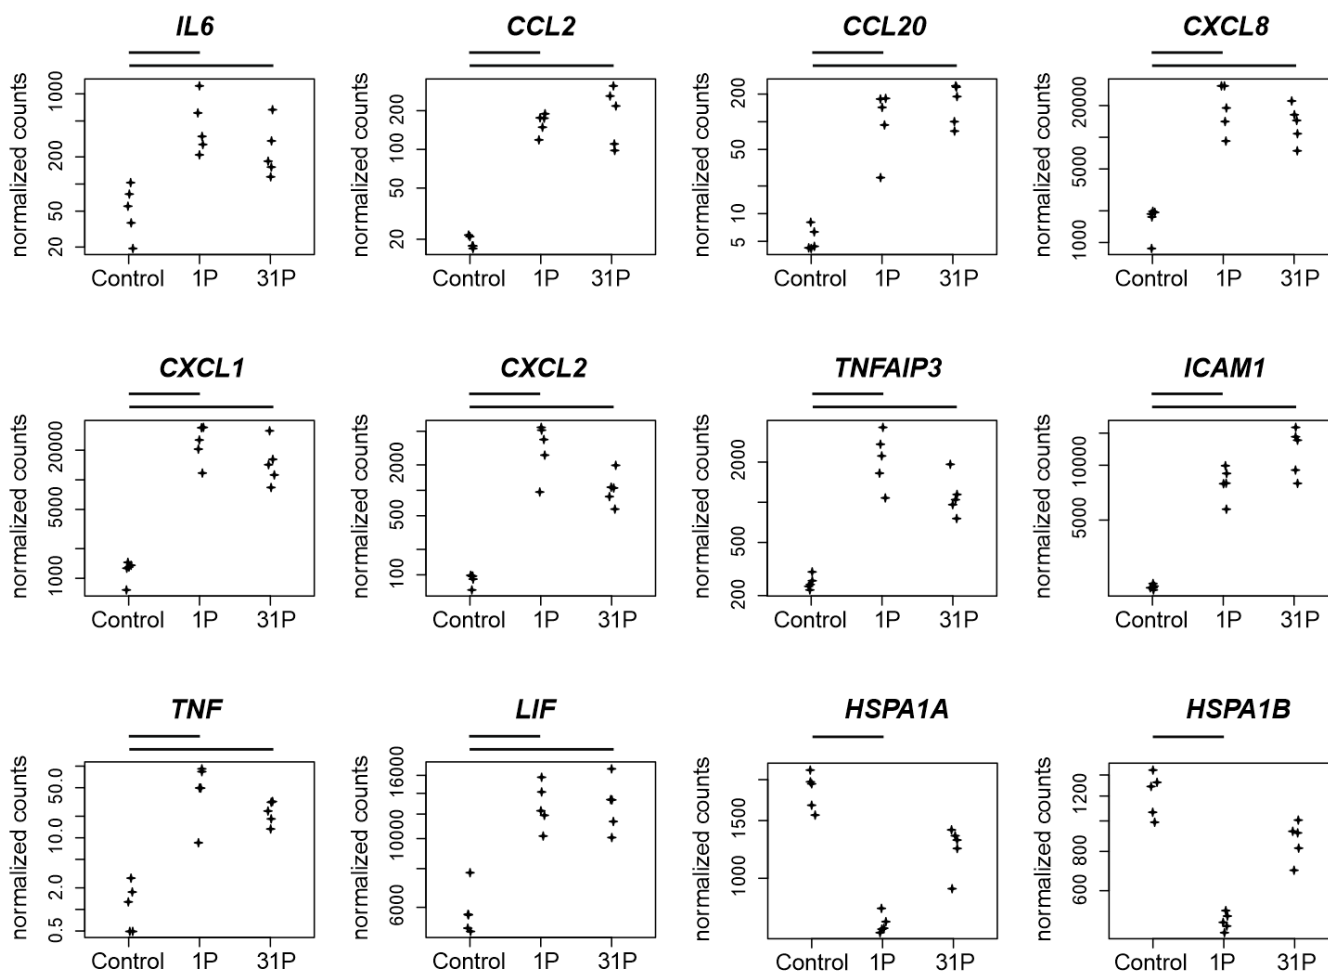 IL6 CCL2 CCL20 CXCL8
normalized counts 20 50 200 1000
normalized counts 20 50 100 200
normalized counts 5 10 50 200
normalized counts 1000 5000 20000
Control 1P 31P Control 1P 31P Control 1P 31P Control 1P 31P
CXCL1 CXCL2 TNFAIP3 ICAM1
normalized counts 1000 5000 20000
normalized counts 100 500 2000
normalized counts 200 500 2000
normalized counts 5000 10000
Control 1P 31P Control 1P 31P Control 1P 31P Control 1P 31P
TNF LIF HSPA1A HSPA1B
normalized counts 0.5 2.0 10.0 50.0
normalized counts 6000 10000 16000
normalized counts 1000 1500
normalized counts 600 800 1200
Control 1P 31P Control 1P 31P Control 1P 31P Control 1P 31P